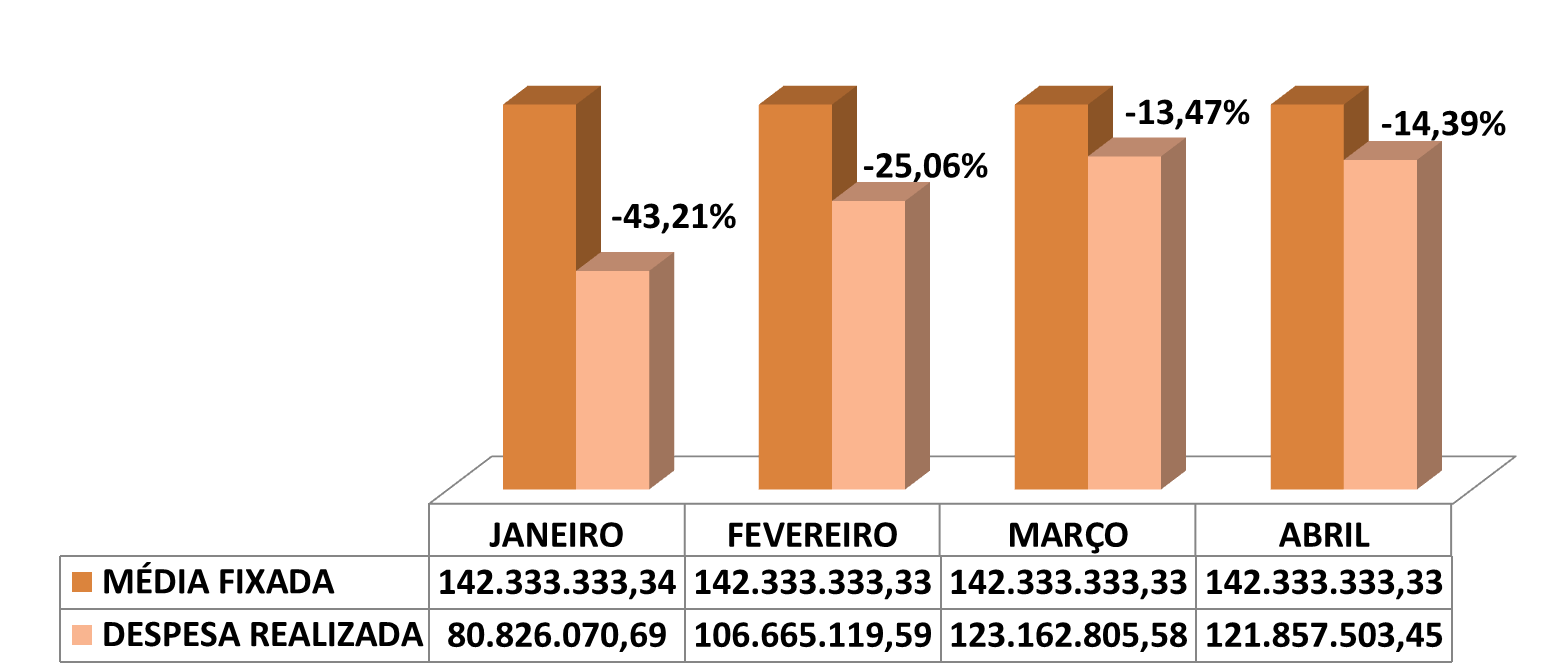 -13,47%
-14,39%
-25,06%
-43,21%
JANEIRO FEVEREIRO MARÇO ABRIL
MÉDIA FIXADA 142.333.333,34 142.333.333,33 142.333.333,33 142.333.333,33
DESPESA REALIZADA 80.826.070,69 106.665.119,59 123.162.805,58 121.857.503,45